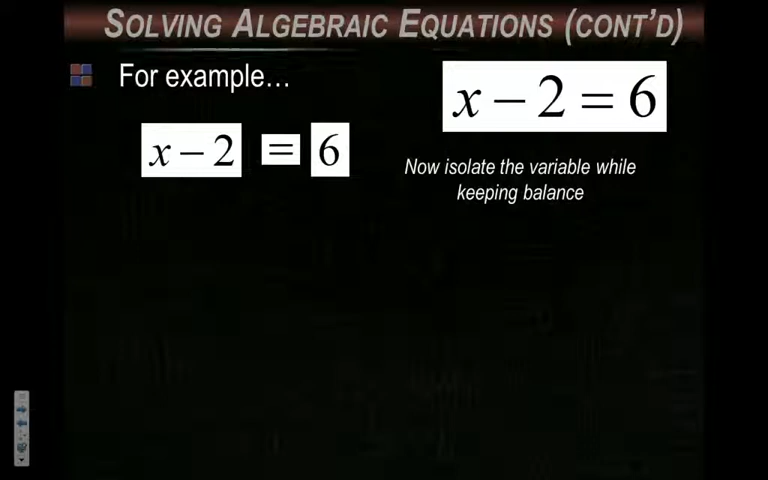 SOLVING ALGEBRAIC EQUATIONS (CONT'D)
For example…
x − 2 = 6
x − 2 = 6
Now isolate the variable while
keeping balance